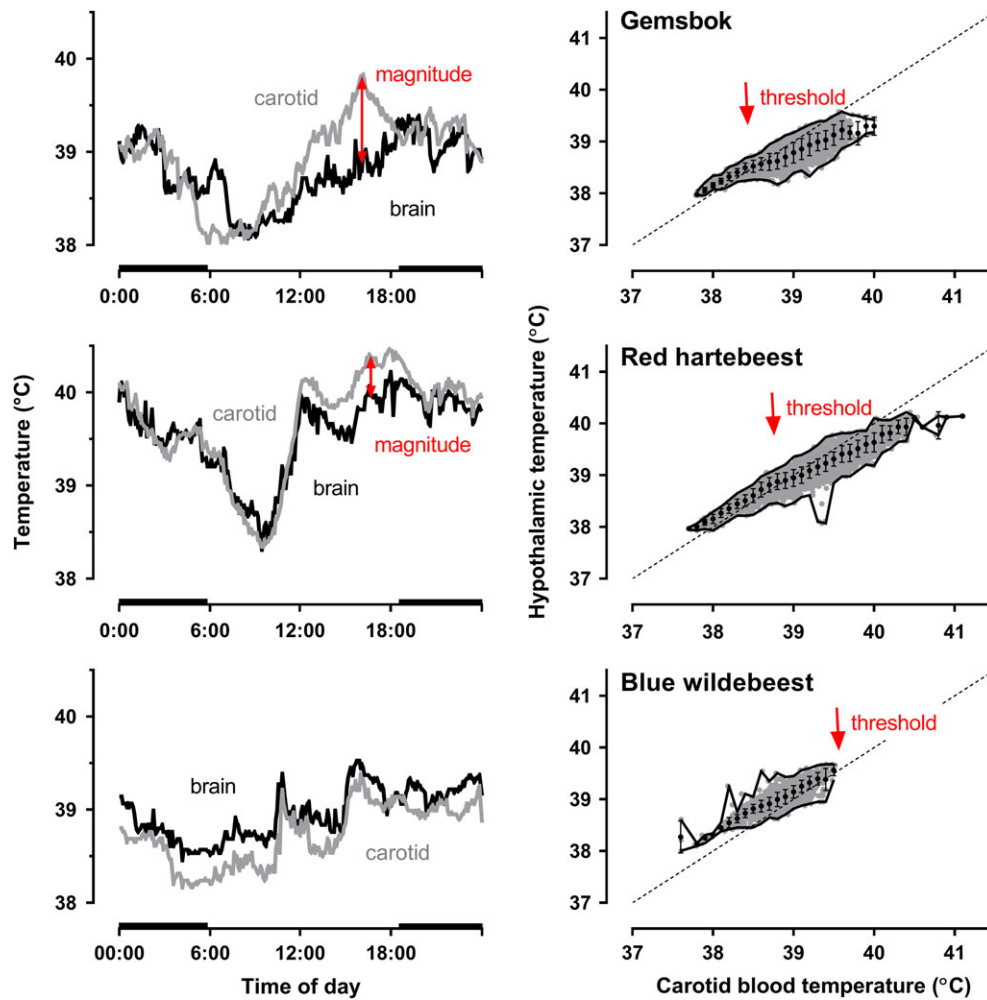 Gemsbok
40
39
38
carotid
magnitude
brain
0:00 6:00 12:00 18:00
41
40
39
38
37
threshold
37 38 39 40 41
Red hartebeest
40
39
38
carotid
magnitude
brain
0:00 6:00 12:00 18:00
41
40
39
38
37
threshold
37 38 39 40 41
Blue wildebeest
40
39
38
brain
carotid
0:00 6:00 12:00 18:00
41
40
39
38
37
threshold
37 38 39 40 41
Temperature (°C)
Time of day
Hypothalamic temperature (°C)
Carotid blood temperature (°C)